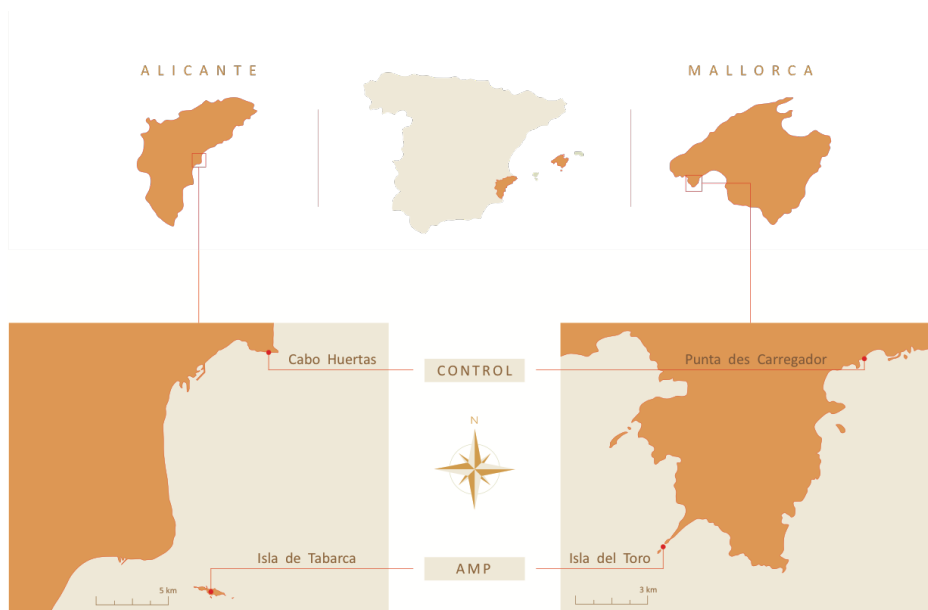 ALICANTE
MALLORCA
Cabo Huertas
CONTROL
Punta des Carregador
N
Isla de Tabarca
AMP
Isla del Toro
5 km
3 km